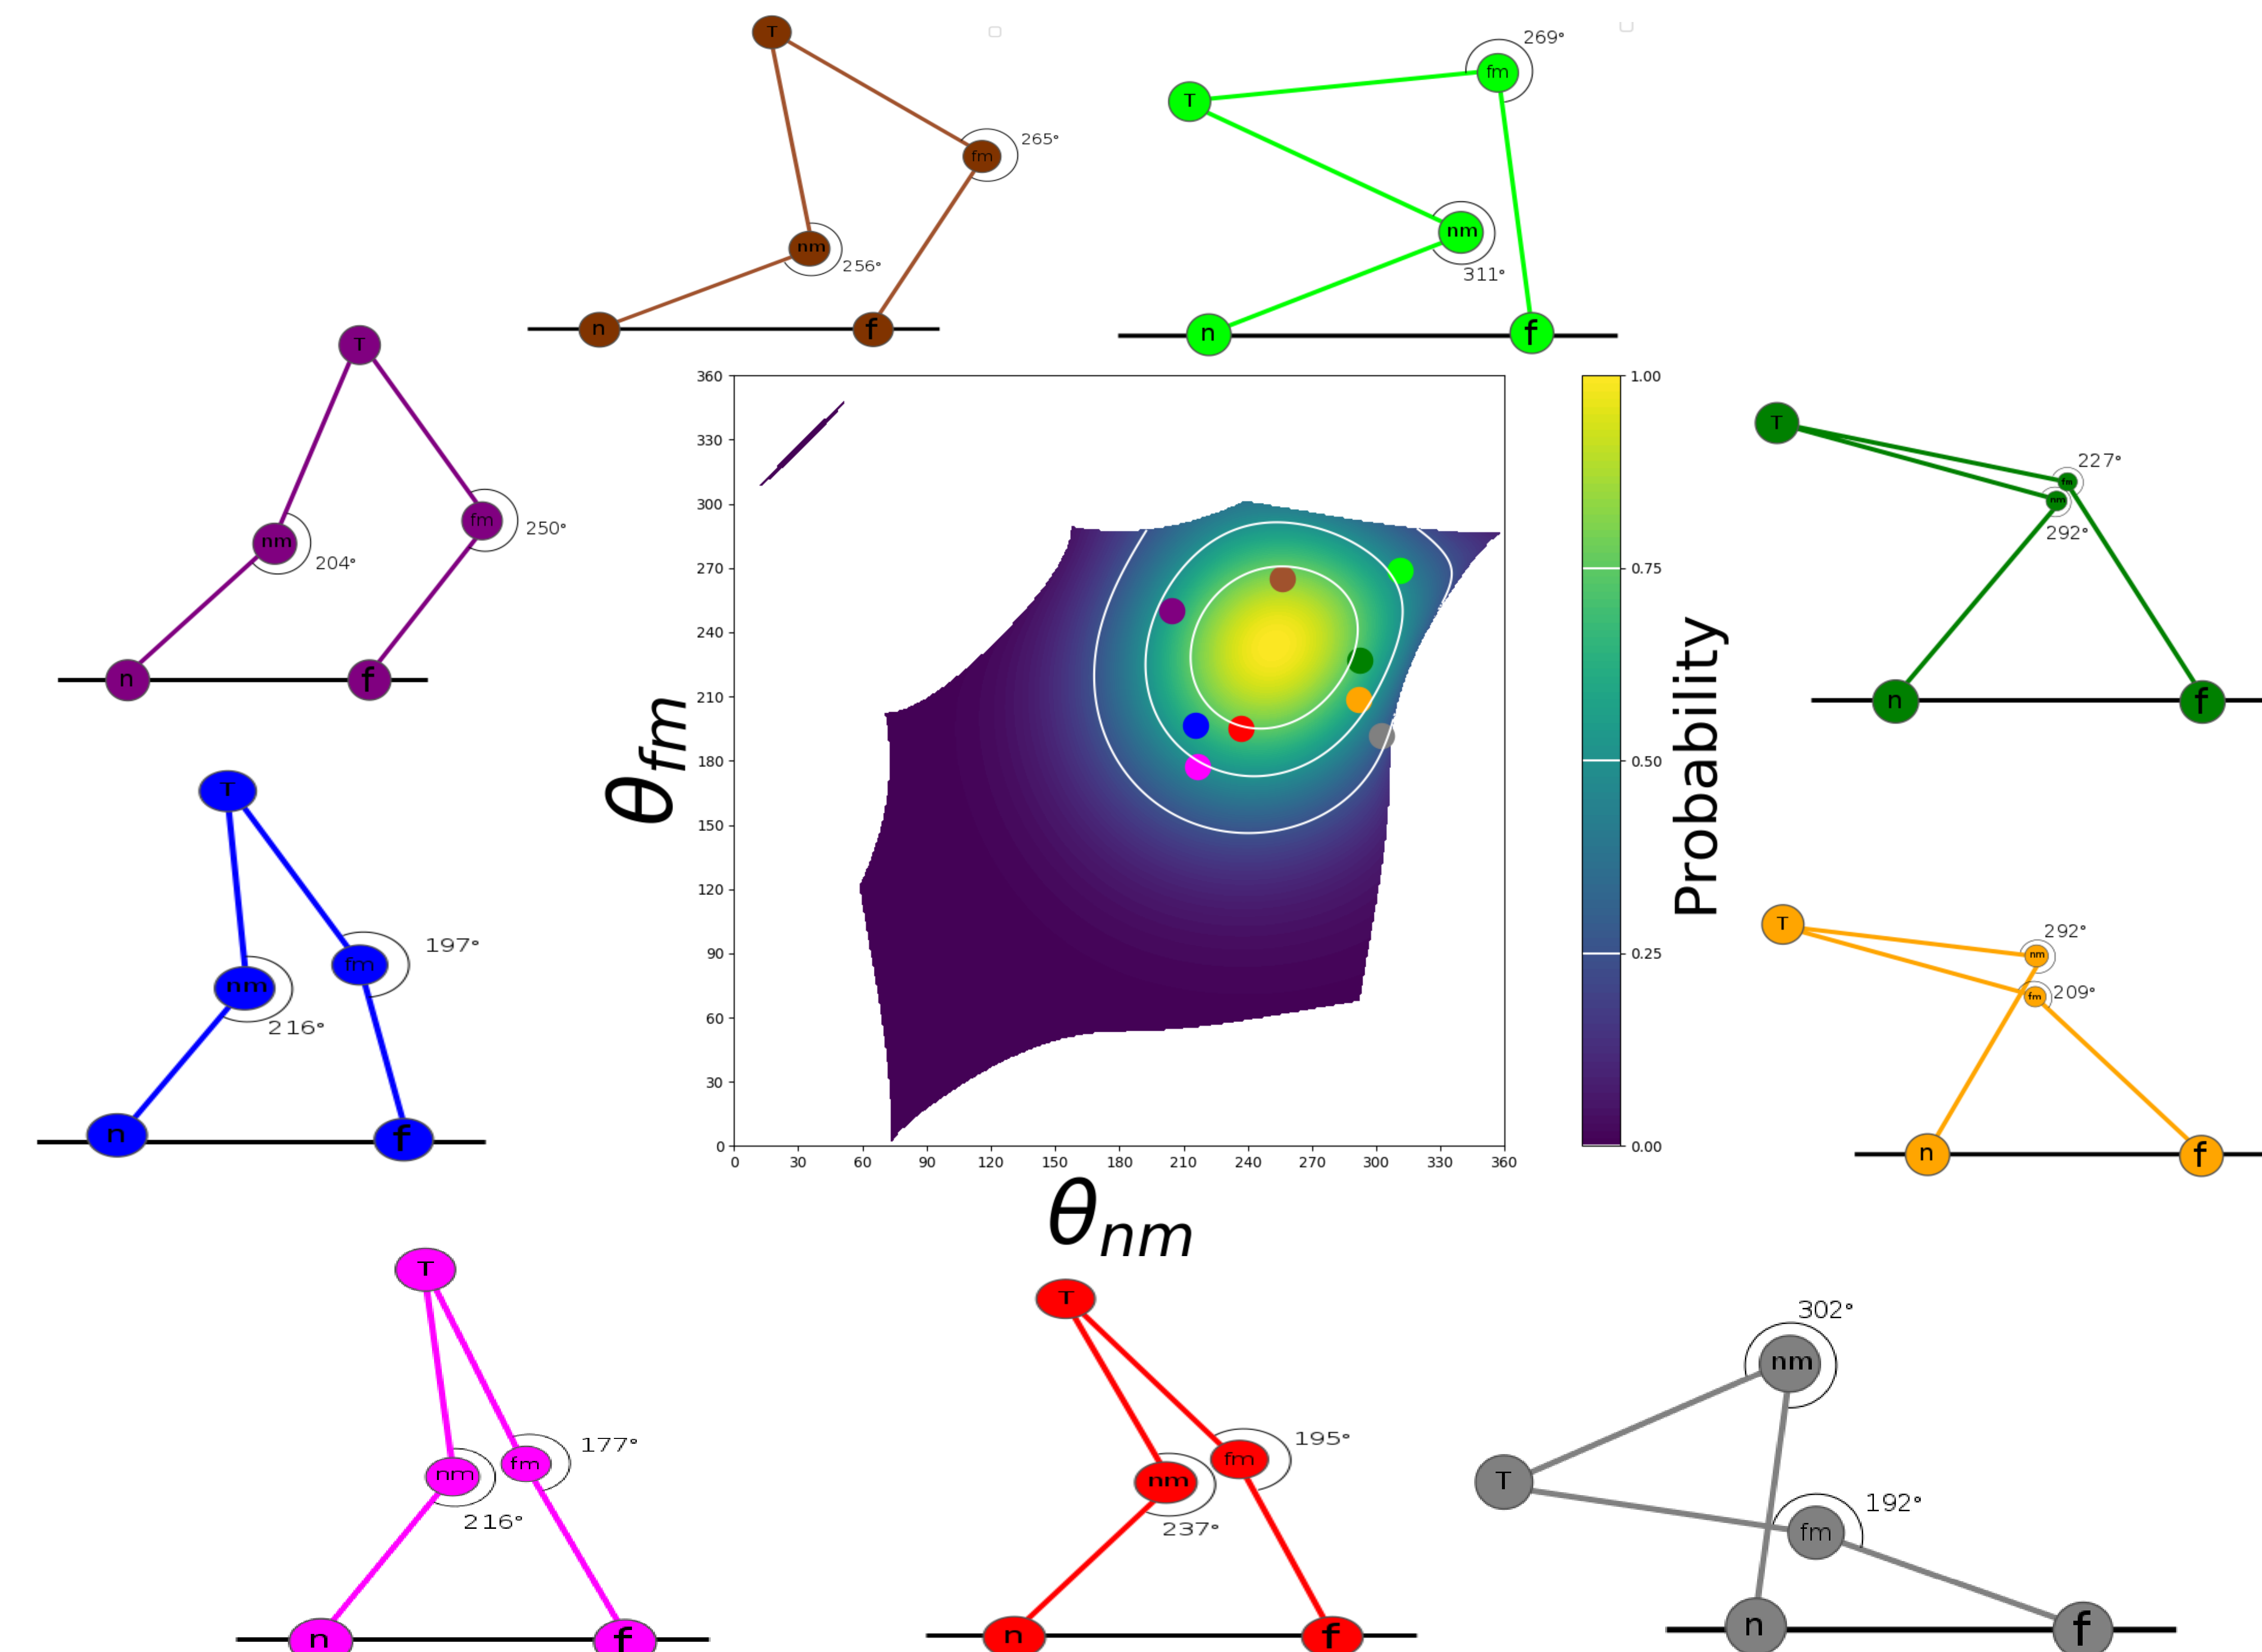 T
fm
265°
nm
256°
n
f
269°
fm
T
nm
311°
n
f
T
fm
250°
nm
204°
n
f
T
227°
fm
nm
292°
n
f
T
197°
fm
nm
216°
n
f
360
330
300
270
240
210
180
150
120
90
60
30
0
0 30 60 90 120 150 180 210 240 270 300 330 360
θfm
θnm
1.00
0.75
0.50
0.25
0.00
Probability
T
292°
nm
fm
209°
n
f
T
177°
fm
nm
216°
n
f
T
195°
fm
nm
237°
n
f
302°
nm
T
192°
fm
n
f